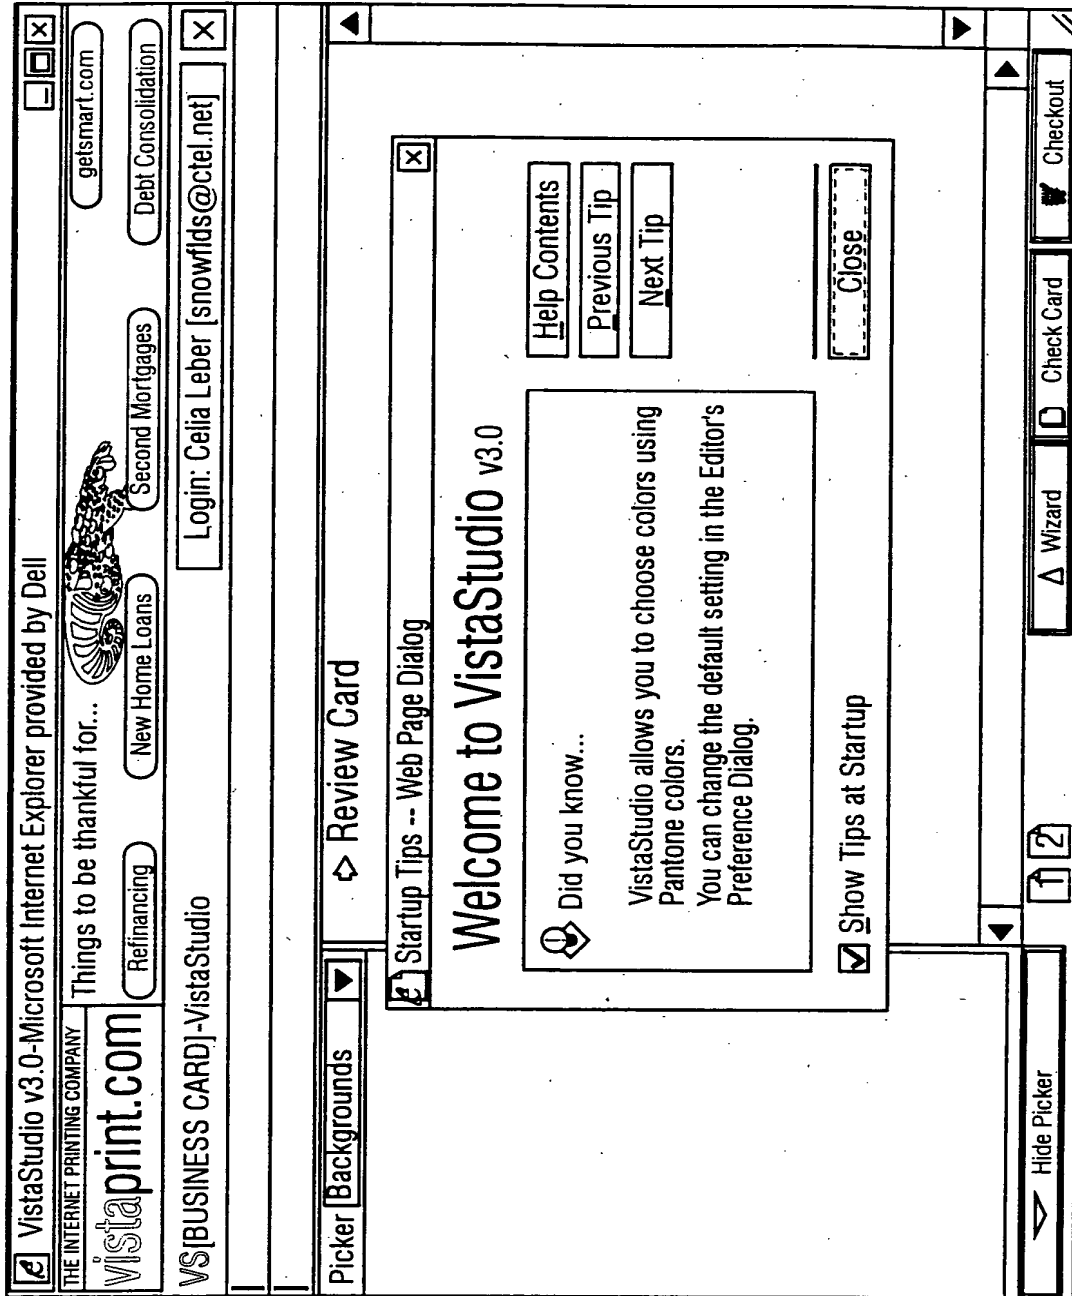 VistaStudio v3.0-Microsoft Internet Explorer provided by Dell
THE INTERNET PRINTING COMPANY
vistaprint.com
Things to be thankful for...
getsmart.com
Refinancing
New Home Loans
Second Mortgages
Debt Consolidation
VS[BUSINESS CARD]-VistaStudio
Login: Celia Leber [snowflds@ctel.net]
Picker Backgrounds
Review Card
Startup Tips -- Web Page Dialog
Welcome to VistaStudio v3.0
Did you know...
VistaStudio allows you to choose colors using
Pantone colors.
You can change the default setting in the Editor's
Preference Dialog.
Help Contents
Previous Tip
Next Tip
Show Tips at Startup
Close
Hide Picker
1 2
Wizard
Check Card
Checkout